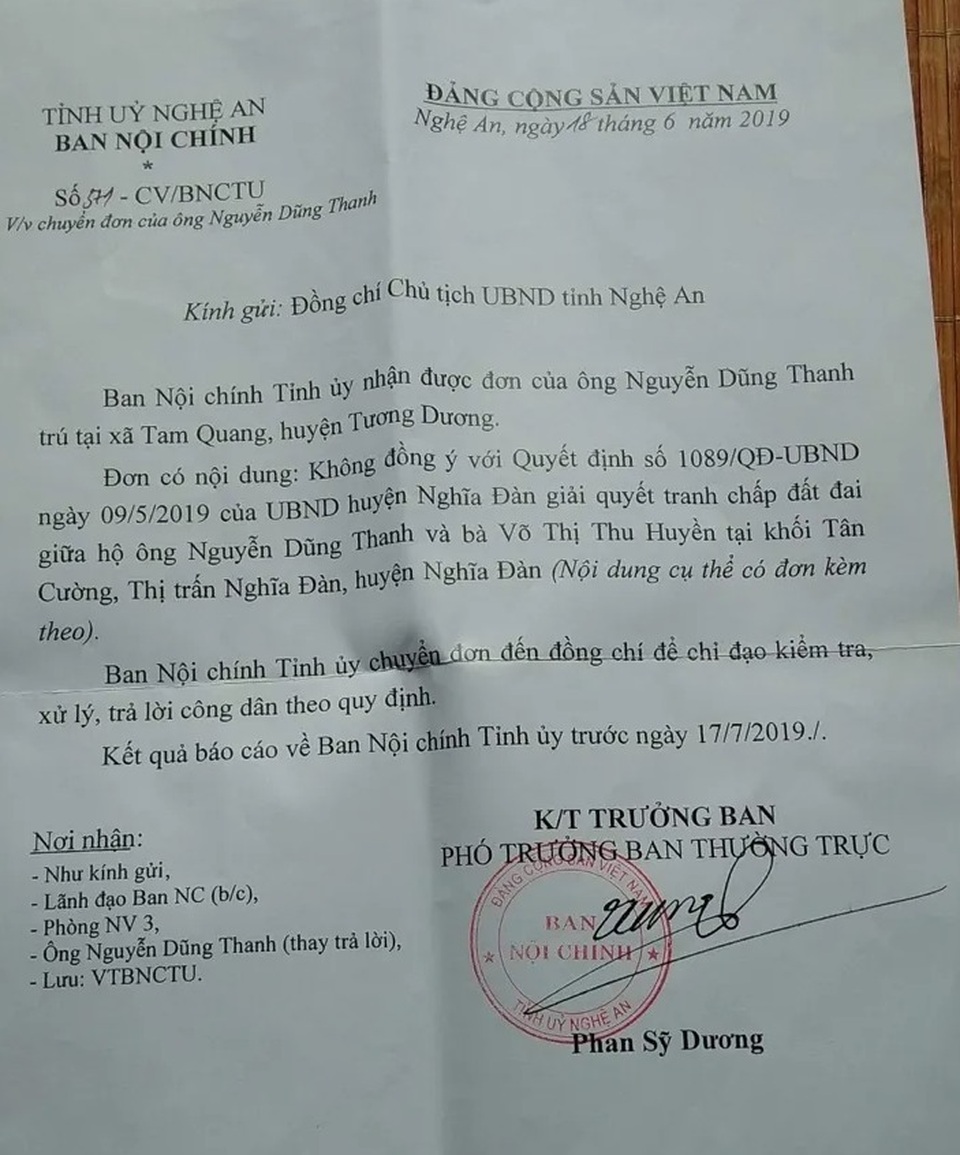 TỈNH UỶ NGHỆ AN
BAN NỘI CHÍNH
*
Số 571 - CV/BNCTU
V/v chuyển đơn của ông Nguyễn Dũng Thanh
ĐẢNG CỘNG SẢN VIỆT NAM
Nghệ An, ngày 18 tháng 6 năm 2019
Kính gửi: Đồng chí Chủ tịch UBND tỉnh Nghệ An
Ban Nội chính Tỉnh ủy nhận được đơn của ông Nguyễn Dũng Thanh
trú tại xã Tam Quang, huyện Tương Dương.
Đơn có nội dung: Không đồng ý với Quyết định số 1089/QĐ-UBND
ngày 09/5/2019 của UBND huyện Nghĩa Đàn giải quyết tranh chấp đất đai
giữa hộ ông Nguyễn Dũng Thanh và bà Võ Thị Thu Huyền tại khối Tân
Cường, Thị trấn Nghĩa Đàn, huyện Nghĩa Đàn (Nội dung cụ thể có đơn kèm
theo).
Ban Nội chính Tỉnh ủy chuyển đơn đến đồng chí để chỉ đạo kiểm tra,
xử lý, trả lời công dân theo quy định.
Kết quả báo cáo về Ban Nội chính Tỉnh ủy trước ngày 17/7/2019./.
Nơi nhận:
- Như kính gửi,
- Lãnh đạo Ban NC (b/c),
- Phòng NV 3,
- Ông Nguyễn Dũng Thanh (thay trả lời),
- Lưu: VTBNCTU.
K/T TRƯỞNG BAN
PHÓ TRƯỞNG BAN THƯỜNG TRỰC
ĐẢNG CỘNG SẢN VIỆT NAM
BAN
NỘI CHÍNH
TỈNH UỶ NGHỆ AN
Phan Sỹ Dương